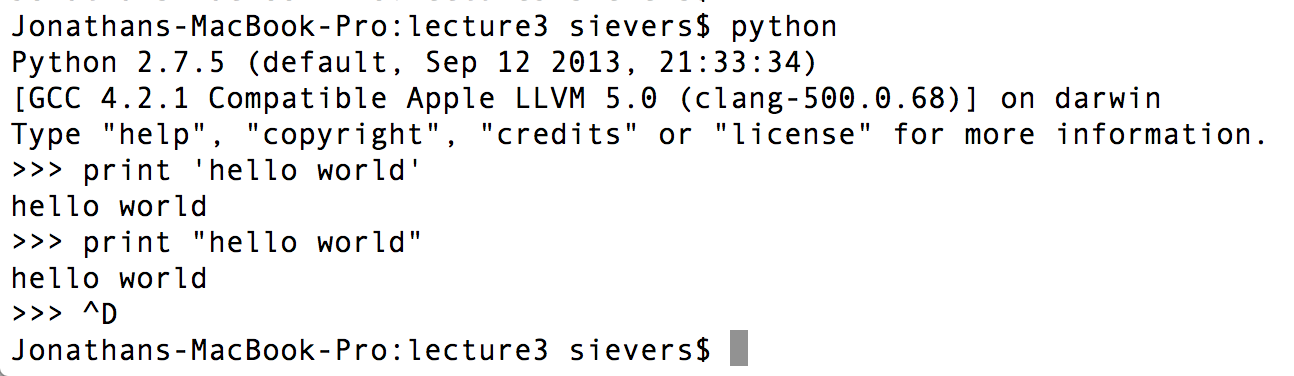 Jonathans-MacBook-Pro:lecture3 sievers$ python
Python 2.7.5 (default, Sep 12 2013, 21:33:34)
[GCC 4.2.1 Compatible Apple LLVM 5.0 (clang-500.0.68)] on darwin
Type "help", "copyright", "credits" or "license" for more information.
>>> print 'hello world'
hello world
>>> print "hello world"
hello world
>>> ^D
Jonathans-MacBook-Pro:lecture3 sievers$